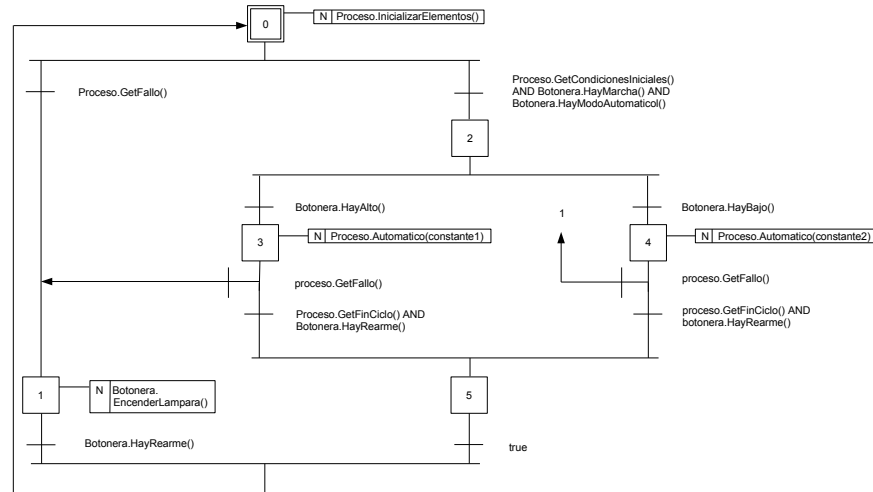 0
N Proceso.InicializarElementos()
Proceso.GetFallo()
Proceso.GetCondicionesIniciales()
AND Botonera.HayMarcha() AND
Botonera.HayModoAutomaticol()
2
Botonera.HayAlto()
1
Botonera.HayBajo()
3
N Proceso.Automatico(constante1)
4
N Proceso.Automatico(constante2)
proceso.GetFallo()
proceso.GetFallo()
Proceso.GetFinCiclo() AND
Botonera.HayRearme()
proceso.GetFinCiclo() AND
botonera.HayRearme()
1
N Botonera.
EncenderLampara()
5
Botonera.HayRearme()
true